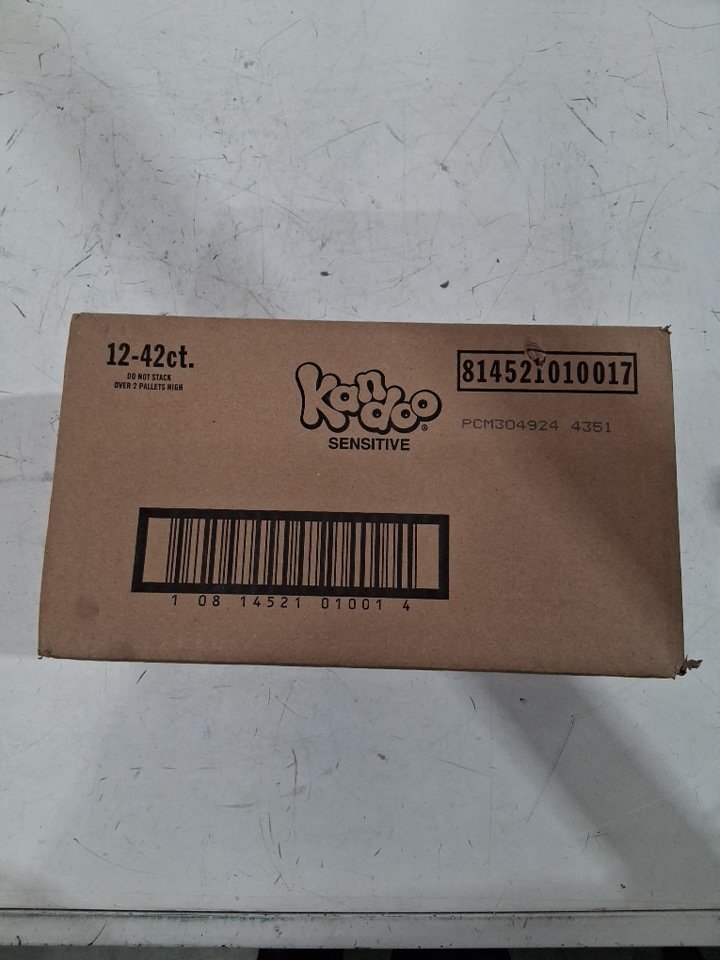 12-42ct.
DO NOT STACK
OVER 2 PALLETS HIGH
Kandoo®
SENSITIVE
814521010017
PCM304924 4351
1 08 14521 01001 4